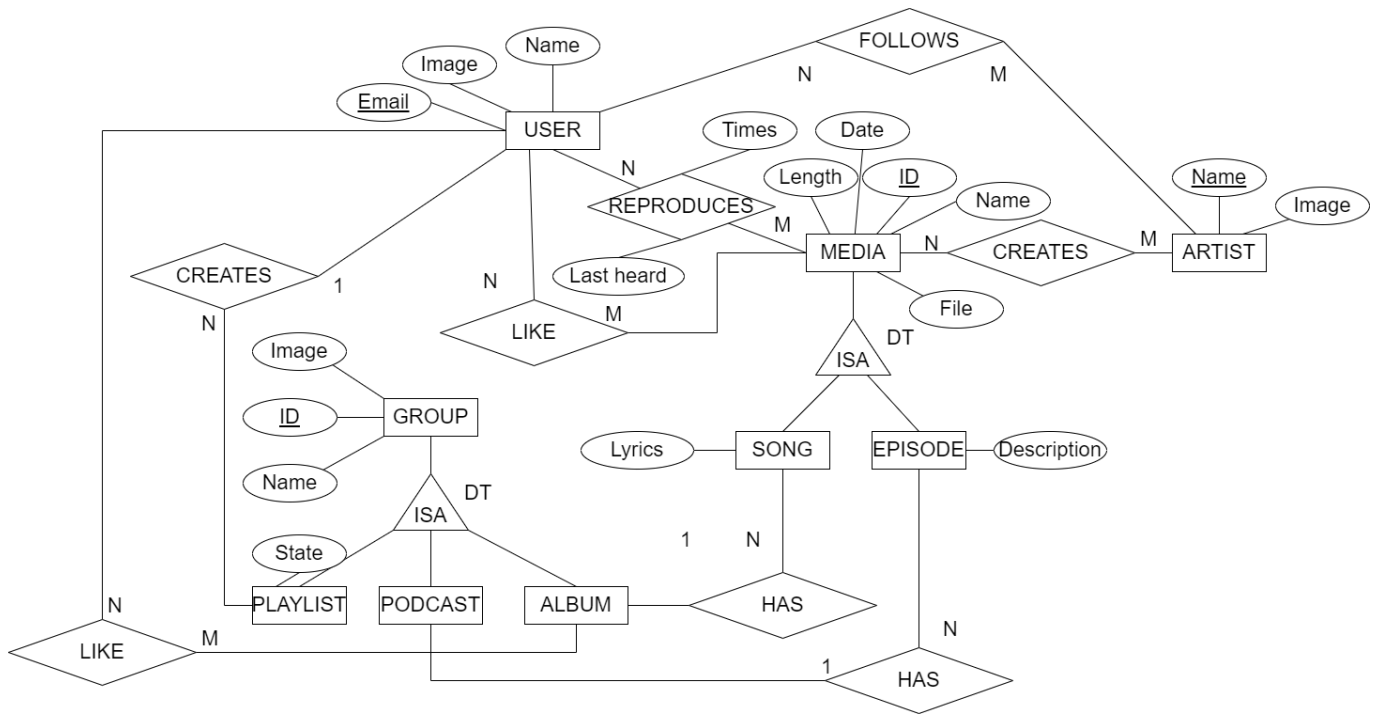 FOLLOWS
Name
Image
N
M
Email
USER
Times
Date
N
Length
ID
Name
Image
Name
REPRODUCES
M
N
M
MEDIA
CREATES
ARTIST
CREATES
1
Last heard
N
M
File
N
LIKE
DT
Image
ISA
ID
GROUP
Lyrics
SONG
EPISODE
Description
Name
DT
ISA
1
N
State
PLAYLIST
PODCAST
ALBUM
HAS
N
M
N
LIKE
1
HAS